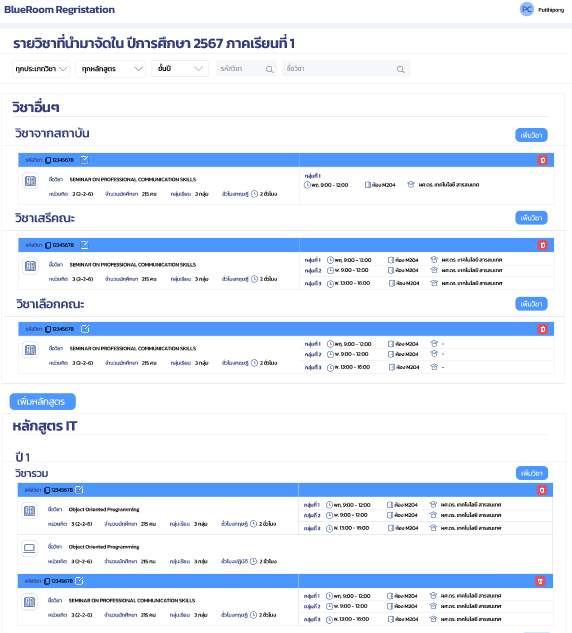 BlueRoom Regristation
PC Putthipong
รายวิชาที่นำมาจัดใน ปีการศึกษา 2567 ภาคเรียนที่ 1
ทุกประเภทวิชา ทุกหลักสูตร ชั้นปี รหัสวิชา ชื่อวิชา
วิชาอื่นๆ
วิชาจากสถาบัน เพิ่มวิชา
รหัสวิชา 12345678
ชื่อวิชา SEMINAR ON PROFESSIONAL COMMUNICATION SKILLS
หน่วยกิต 3 (2-2-6) จำนวนนักศึกษา 215 คน กลุ่มเรียน 3 กลุ่ม ชั่วโมงทฤษฎี 2 ชั่วโมง
กลุ่มที่ 1
พฤ. 9:00 - 12:00 ห้อง M204 ผศ.ดร. เทคโนโลยี สารสนเทศ
วิชาเสรีคณะ เพิ่มวิชา
รหัสวิชา 12345678
ชื่อวิชา SEMINAR ON PROFESSIONAL COMMUNICATION SKILLS
หน่วยกิต 3 (2-2-6) จำนวนนักศึกษา 215 คน กลุ่มเรียน 3 กลุ่ม ชั่วโมงทฤษฎี 2 ชั่วโมง
กลุ่มที่ 1 พฤ. 9:00 - 12:00 ห้อง M204 ผศ.ดร. เทคโนโลยี สารสนเทศ
กลุ่มที่ 2 พ. 9:00 - 12:00 ห้อง M204 ผศ.ดร. เทคโนโลยี สารสนเทศ
กลุ่มที่ 3 พ. 13:00 - 16:00 ห้อง M204 ผศ.ดร. เทคโนโลยี สารสนเทศ
วิชาเลือกคณะ เพิ่มวิชา
รหัสวิชา 12345678
ชื่อวิชา SEMINAR ON PROFESSIONAL COMMUNICATION SKILLS
หน่วยกิต 3 (2-2-6) จำนวนนักศึกษา 215 คน กลุ่มเรียน 3 กลุ่ม ชั่วโมงทฤษฎี 2 ชั่วโมง
กลุ่มที่ 1 พฤ. 9:00 - 12:00 ห้อง M204 -
กลุ่มที่ 2 พ. 9:00 - 12:00 ห้อง M204 -
กลุ่มที่ 3 พ. 13:00 - 16:00 ห้อง M204 -
เพิ่มหลักสูตร
หลักสูตร IT
ปี 1
วิชารวม เพิ่มวิชา
รหัสวิชา 12345678
ชื่อวิชา Object Oriented Programming
หน่วยกิต 3 (2-2-6) จำนวนนักศึกษา 215 คน กลุ่มเรียน 3 กลุ่ม ชั่วโมงทฤษฎี 2 ชั่วโมง
กลุ่มที่ 1 พฤ. 9:00 - 12:00 ห้อง M204 ผศ.ดร. เทคโนโลยี สารสนเทศ
กลุ่มที่ 2 พ. 9:00 - 12:00 ห้อง M204 ผศ.ดร. เทคโนโลยี สารสนเทศ
กลุ่มที่ 3 พ. 13:00 - 16:00 ห้อง M204 ผศ.ดร. เทคโนโลยี สารสนเทศ
ชื่อวิชา Object Oriented Programming
หน่วยกิต 3 (2-2-6) จำนวนนักศึกษา 215 คน กลุ่มเรียน 3 กลุ่ม ชั่วโมงปฏิบัติ 2 ชั่วโมง
รหัสวิชา 12345678
ชื่อวิชา SEMINAR ON PROFESSIONAL COMMUNICATION SKILLS
หน่วยกิต 3 (2-2-6) จำนวนนักศึกษา 215 คน กลุ่มเรียน 3 กลุ่ม ชั่วโมงทฤษฎี 2 ชั่วโมง
กลุ่มที่ 1 พฤ. 9:00 - 12:00 ห้อง M204 ผศ.ดร. เทคโนโลยี สารสนเทศ
กลุ่มที่ 2 พ. 9:00 - 12:00 ห้อง M204 ผศ.ดร. เทคโนโลยี สารสนเทศ
กลุ่มที่ 3 พ. 13:00 - 16:00 ห้อง M204 ผศ.ดร. เทคโนโลยี สารสนเทศ